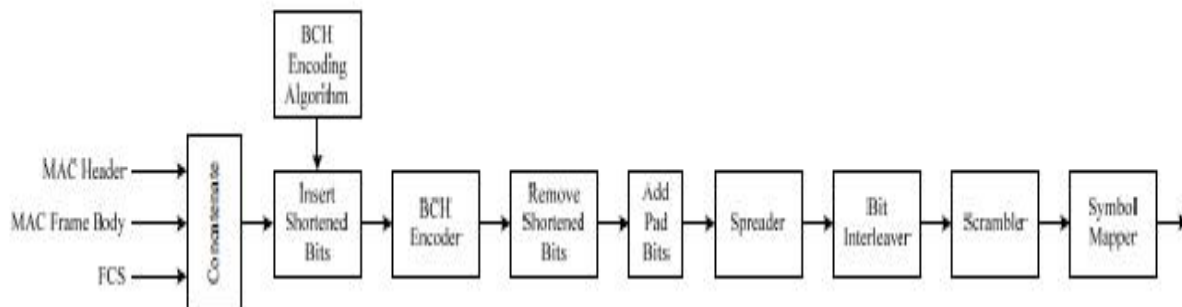 BCH
Encoding
Algorithm
MAC Header
MAC Frame Body
FCS
Concatenate
Insert
Shortened
Bits
BCH
Encoder
Remove
Shortened
Bits
Add
Pad
Bits
Spreader
Bit
Interleaver
Scrambler
Symbol
Mapper